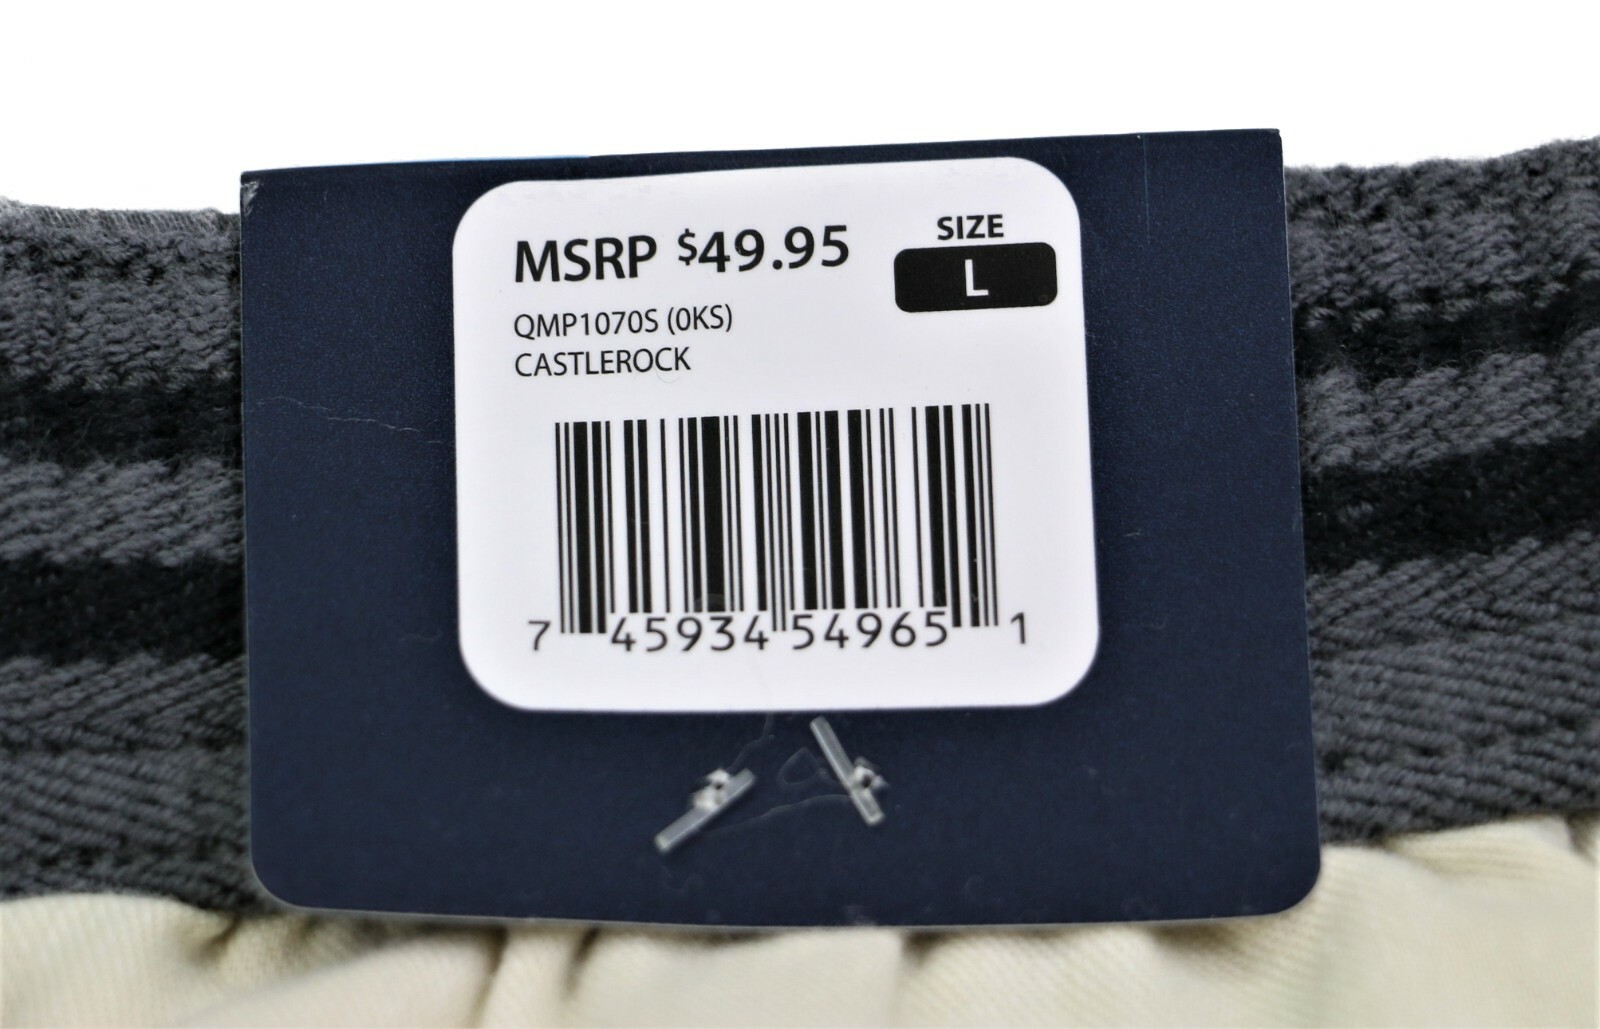 MSRP $49.95
SIZE
L
QMP1070S (0KS)
CASTLEROCK
7 45934 54965 1